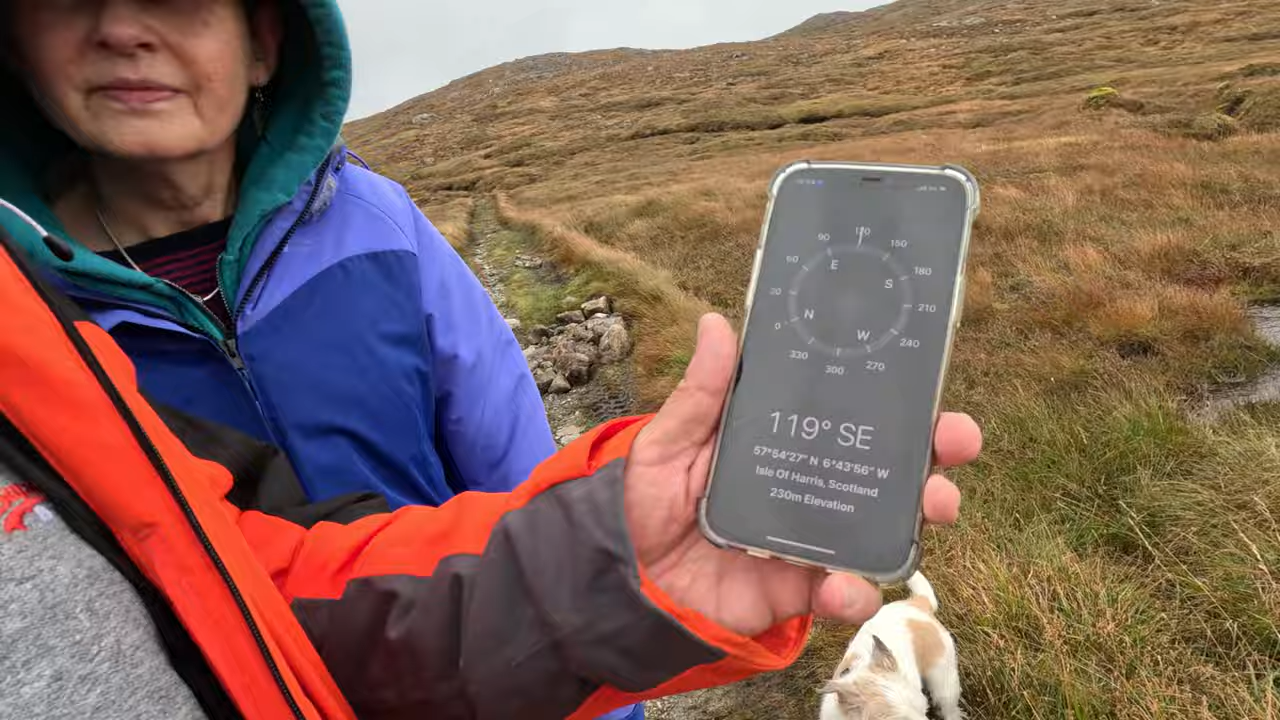 120
90
150
60
E
180
30
S
N
210
0
W
240
330
270
300
119° SE
57°54'27" N 6°43'56" W
Isle Of Harris, Scotland
230m Elevation